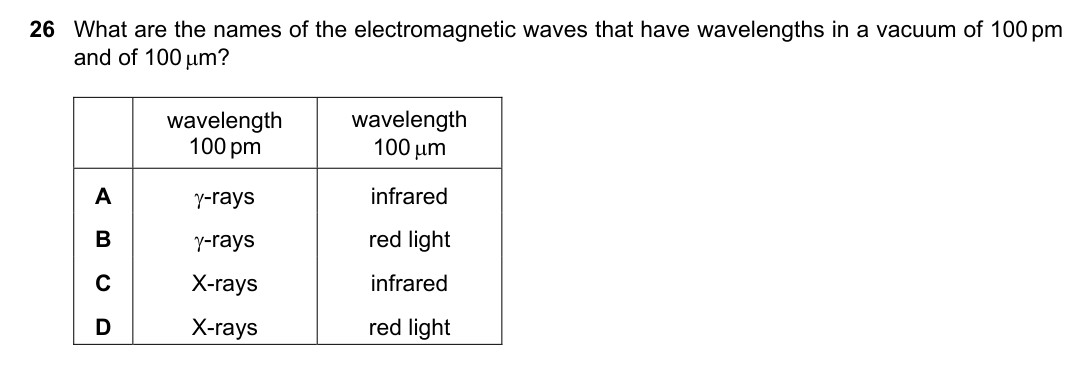 26 What are the names of the electromagnetic waves that have wavelengths in a vacuum of 100 pm
and of 100 μm?
wavelength 100 pm wavelength 100 μm
A γ-rays infrared
B γ-rays red light
C X-rays infrared
D X-rays red light